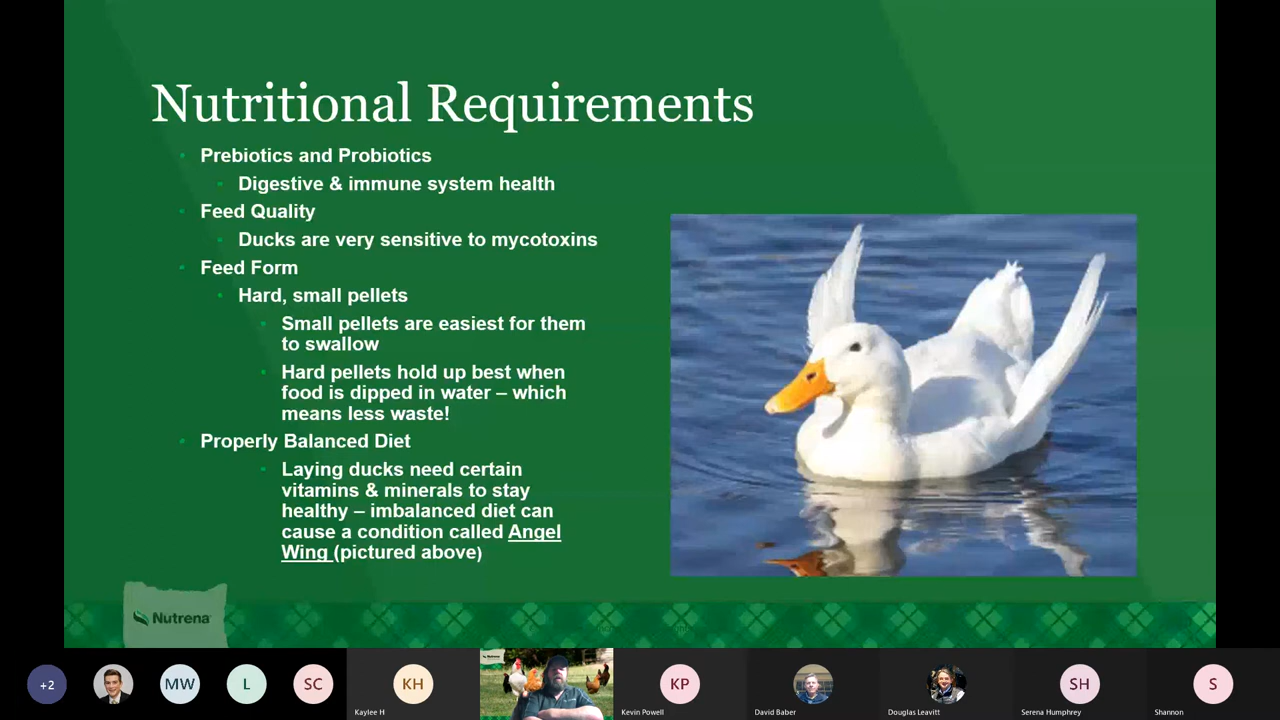 Nutritional Requirements
Prebiotics and Probiotics
Digestive & immune system health
Feed Quality
Ducks are very sensitive to mycotoxins
Feed Form
Hard, small pellets
Small pellets are easiest for them
to swallow
Hard pellets hold up best when
food is dipped in water – which
means less waste!
Properly Balanced Diet
Laying ducks need certain
vitamins & minerals to stay
healthy – imbalanced diet can
cause a condition called Angel
Wing (pictured above)
Nutrena
+2
MW
L
SC
KH
KP
SH
S
Kaylee H
Kevin Powell
David Baber
Douglas Leavitt
Serena Humphrey
Shannon